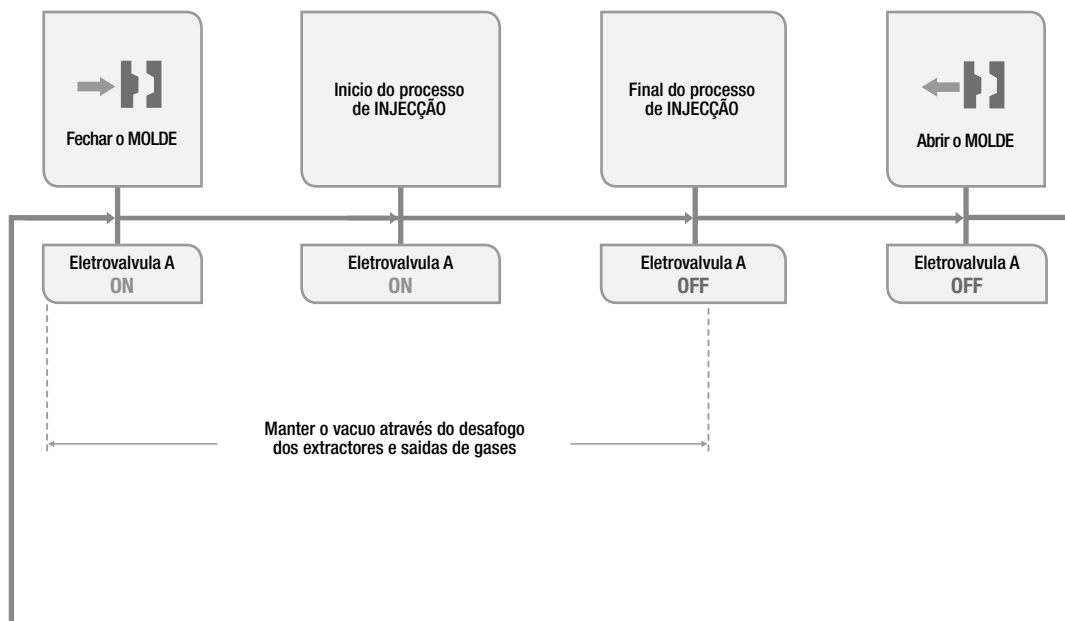 Fechar o MOLDE
Inicio do processo
de INJECÇÃO
Final do processo
de INJECÇÃO
Abrir o MOLDE
Eletrovalvula A
ON
Eletrovalvula A
ON
Eletrovalvula A
OFF
Eletrovalvula A
OFF
Manter o vacuo através do desafogo
dos extractores e saidas de gases